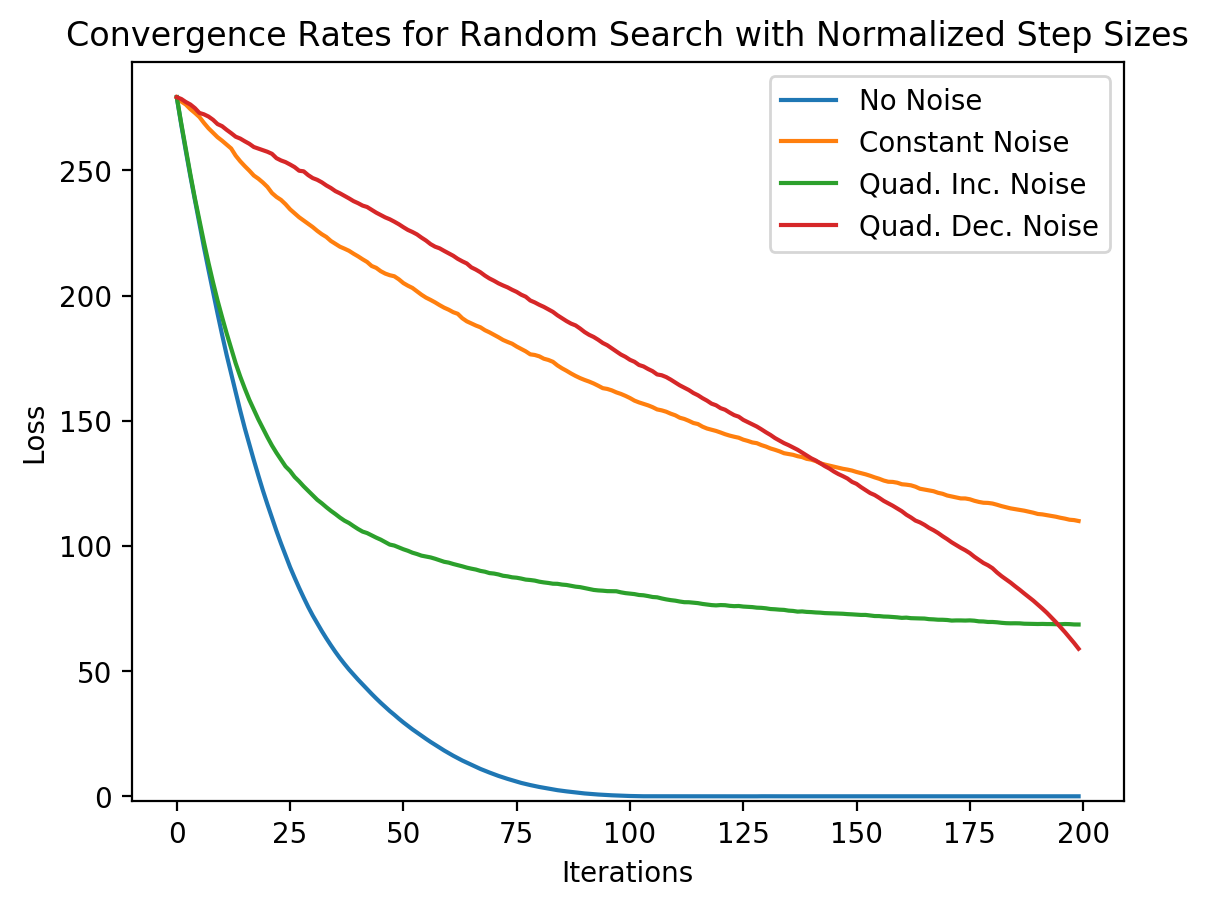 Convergence Rates for Random Search with Normalized Step Sizes
No Noise
Constant Noise
Quad. Inc. Noise
Quad. Dec. Noise
Loss
250
200
150
100
50
0
0 25 50 75 100 125 150 175 200
Iterations